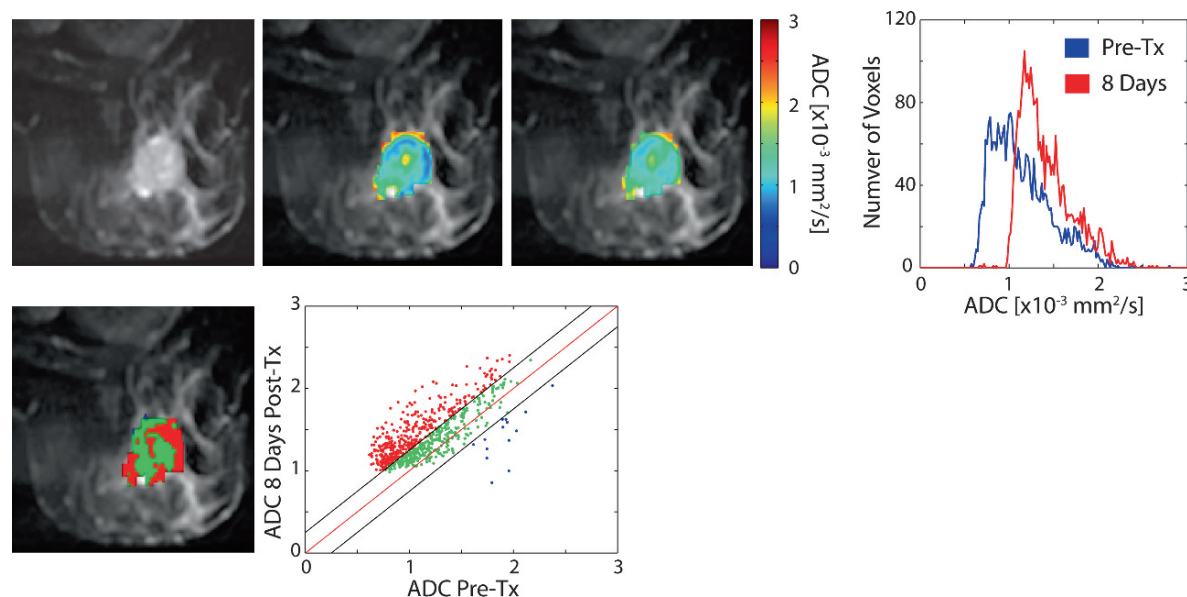 3
2
1
0
ADC [x10⁻³ mm²/s]
120
80
40
0
Numver of Voxels
Pre-Tx
8 Days
0 1 2 3
ADC [x10⁻³ mm²/s]
3
2
1
0
ADC 8 Days Post-Tx
0 1 2 3
ADC Pre-Tx